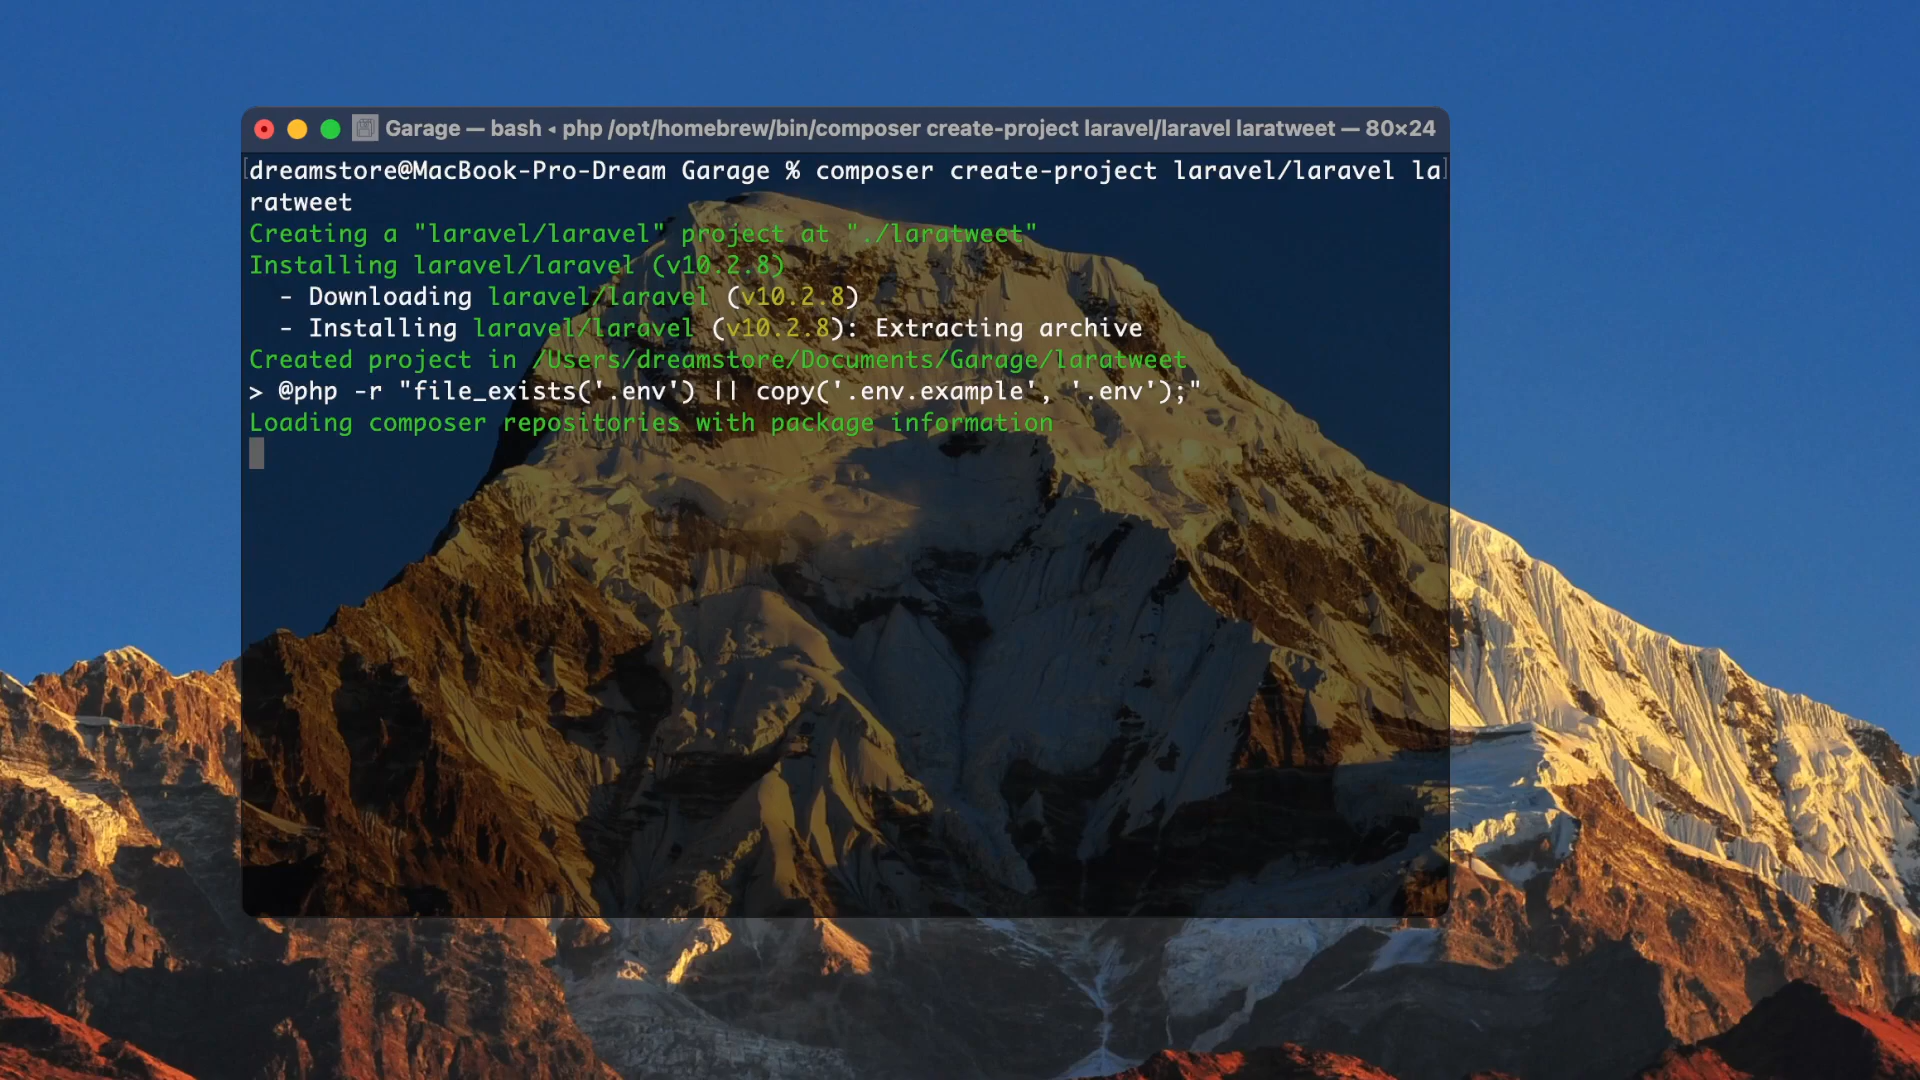 Garage — bash ◂ php /opt/homebrew/bin/composer create-project laravel/laravel laratweet — 80×24
[dreamstore@MacBook-Pro-Dream Garage % composer create-project laravel/laravel la]
ratweet
Creating a "laravel/laravel" project at "./laratweet"
Installing laravel/laravel (v10.2.8)
  - Downloading laravel/laravel (v10.2.8)
  - Installing laravel/laravel (v10.2.8): Extracting archive
Created project in /Users/dreamstore/Documents/Garage/laratweet
> @php -r "file_exists('.env') || copy('.env.example', '.env');"
Loading composer repositories with package information